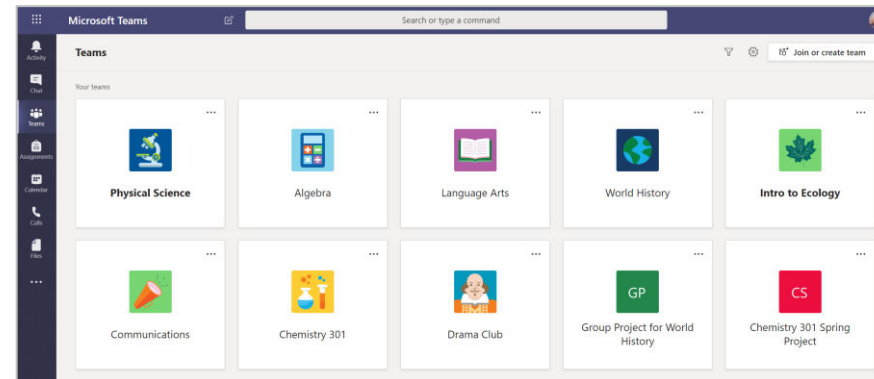 Microsoft Teams
Search or type a command
Activity
Chat
Teams
Assignments
Calendar
Calls
Files
Teams
Join or create team
Your teams
Physical Science
Algebra
Language Arts
World History
Intro to Ecology
Communications
Chemistry 301
Drama Club
GP
Group Project for World
History
CS
Chemistry 301 Spring
Project